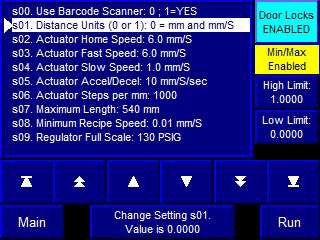 s00. Use Barcode Scanner: 0 ; 1=YES
s01. Distance Units (0 or 1): 0 = mm and mm/S
s02. Actuator Home Speed: 6.0 mm/S
s03. Actuator Fast Speed: 6.0 mm/S
s04. Actuator Slow Speed: 1.0 mm/S
s05. Actuator Accel/Decel: 10 mm/S/sec
s06. Actuator Steps per mm: 1000
s07. Maximum Length: 540 mm
s08. Minimum Recipe Speed: 0.01 mm/S
s09. Regulator Full Scale: 130 PSIG
Door Locks
ENABLED
Min/Max
Enabled
High Limit:
1.0000
Low Limit:
0.0000
Main
Change Setting s01.
Value is 0.0000
Run